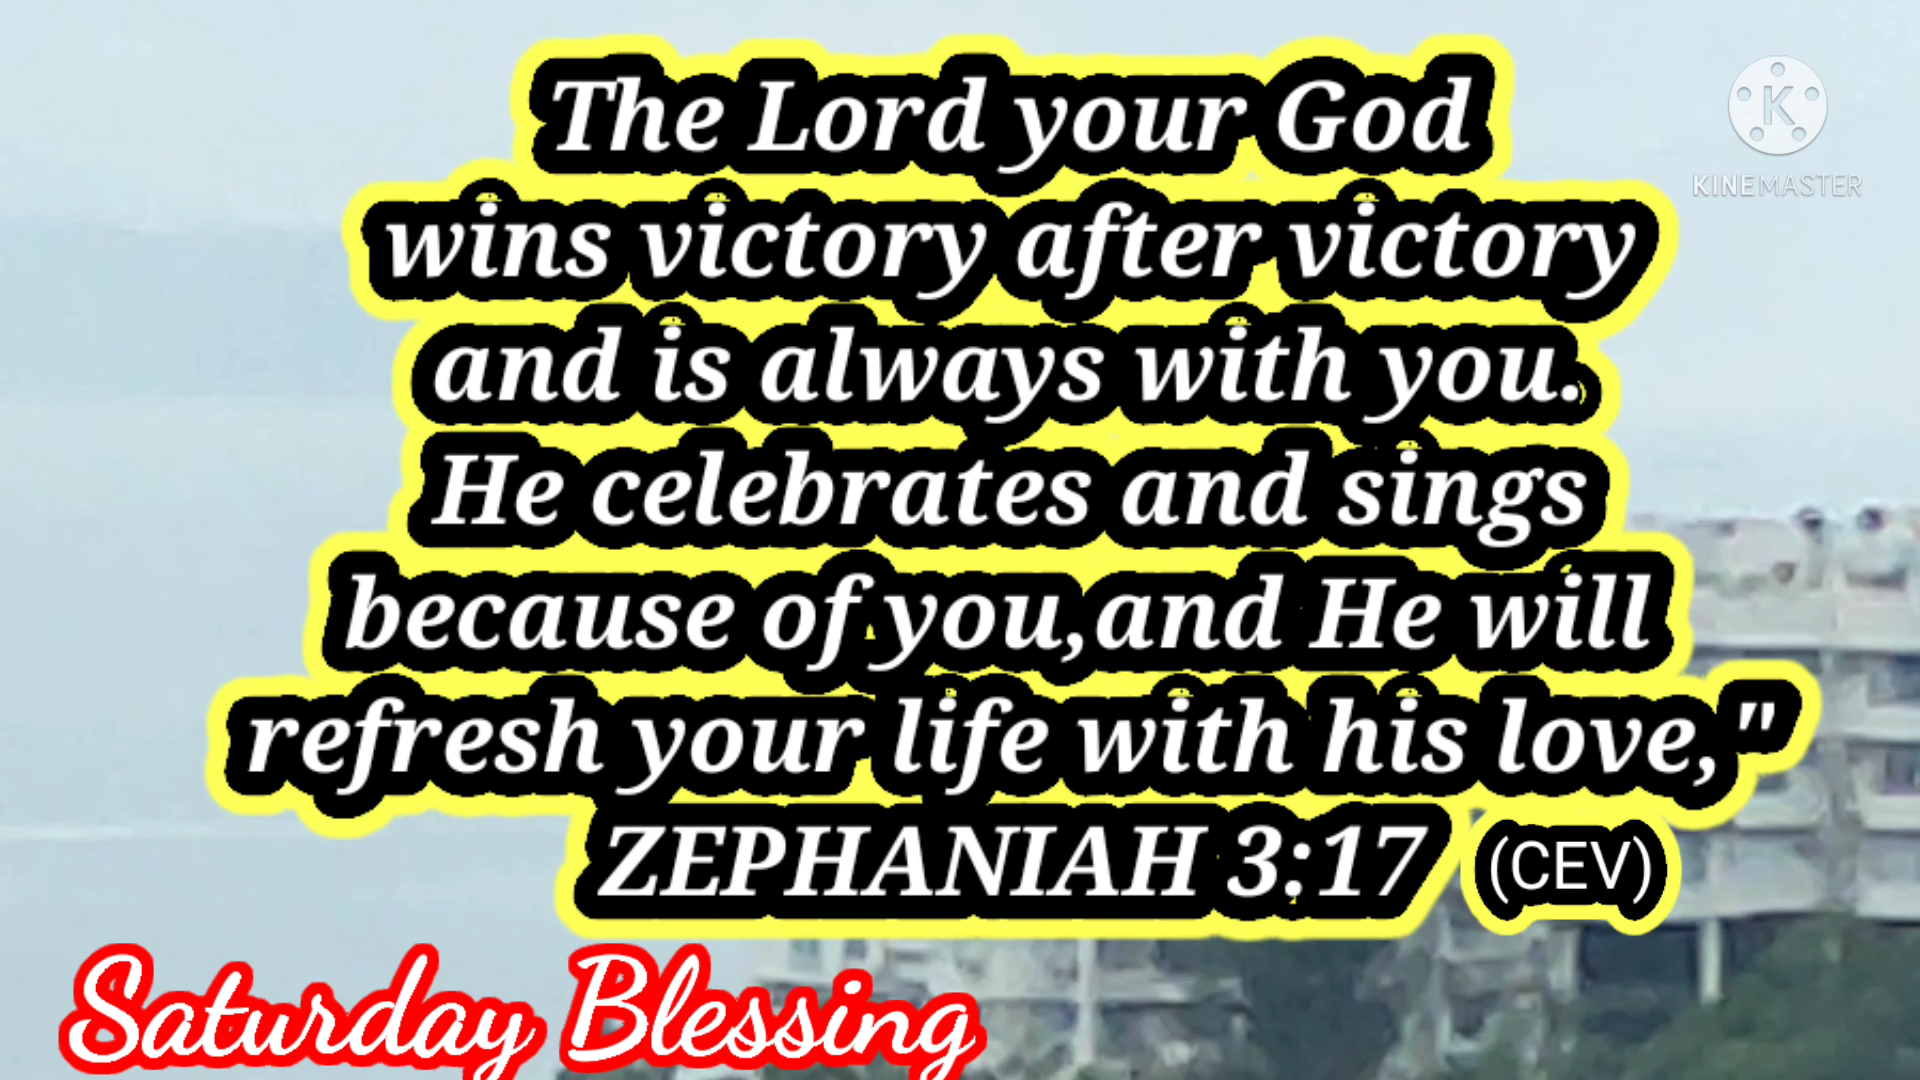 The Lord your God
wins victory after victory
and is always with you.
He celebrates and sings
because of you,and He will
refresh your life with his love,"
ZEPHANIAH 3:17 (CEV)
Saturday Blessing
K
KINEMASTER